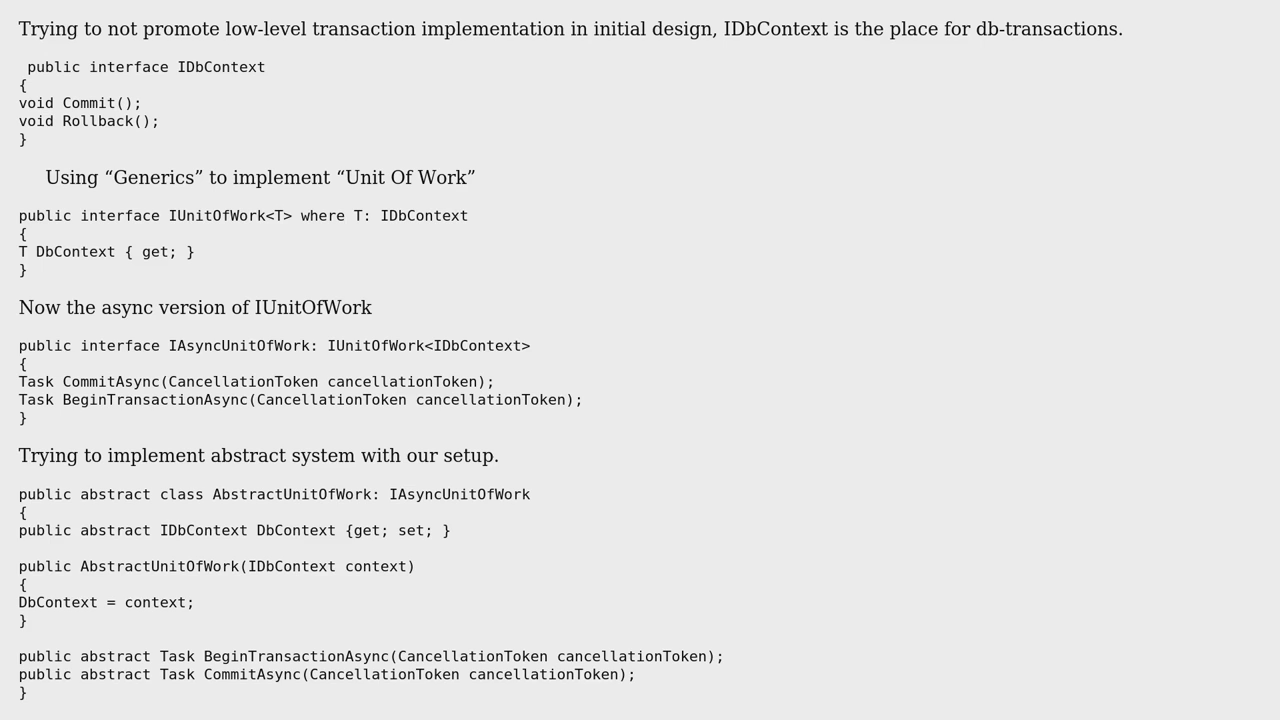 Trying to not promote low-level transaction implementation in initial design, IDbContext is the place for db-transactions.
public interface IDbContext
{
void Commit();
void Rollback();
}
Using “Generics” to implement “Unit Of Work”
public interface IUnitOfWork<T> where T: IDbContext
{
T DbContext { get; }
}
Now the async version of IUnitOfWork
public interface IAsyncUnitOfWork: IUnitOfWork<IDbContext>
{
Task CommitAsync(CancellationToken cancellationToken);
Task BeginTransactionAsync(CancellationToken cancellationToken);
}
Trying to implement abstract system with our setup.
public abstract class AbstractUnitOfWork: IAsyncUnitOfWork
{
public abstract IDbContext DbContext {get; set; }
public AbstractUnitOfWork(IDbContext context)
{
DbContext = context;
}
public abstract Task BeginTransactionAsync(CancellationToken cancellationToken);
public abstract Task CommitAsync(CancellationToken cancellationToken);
}